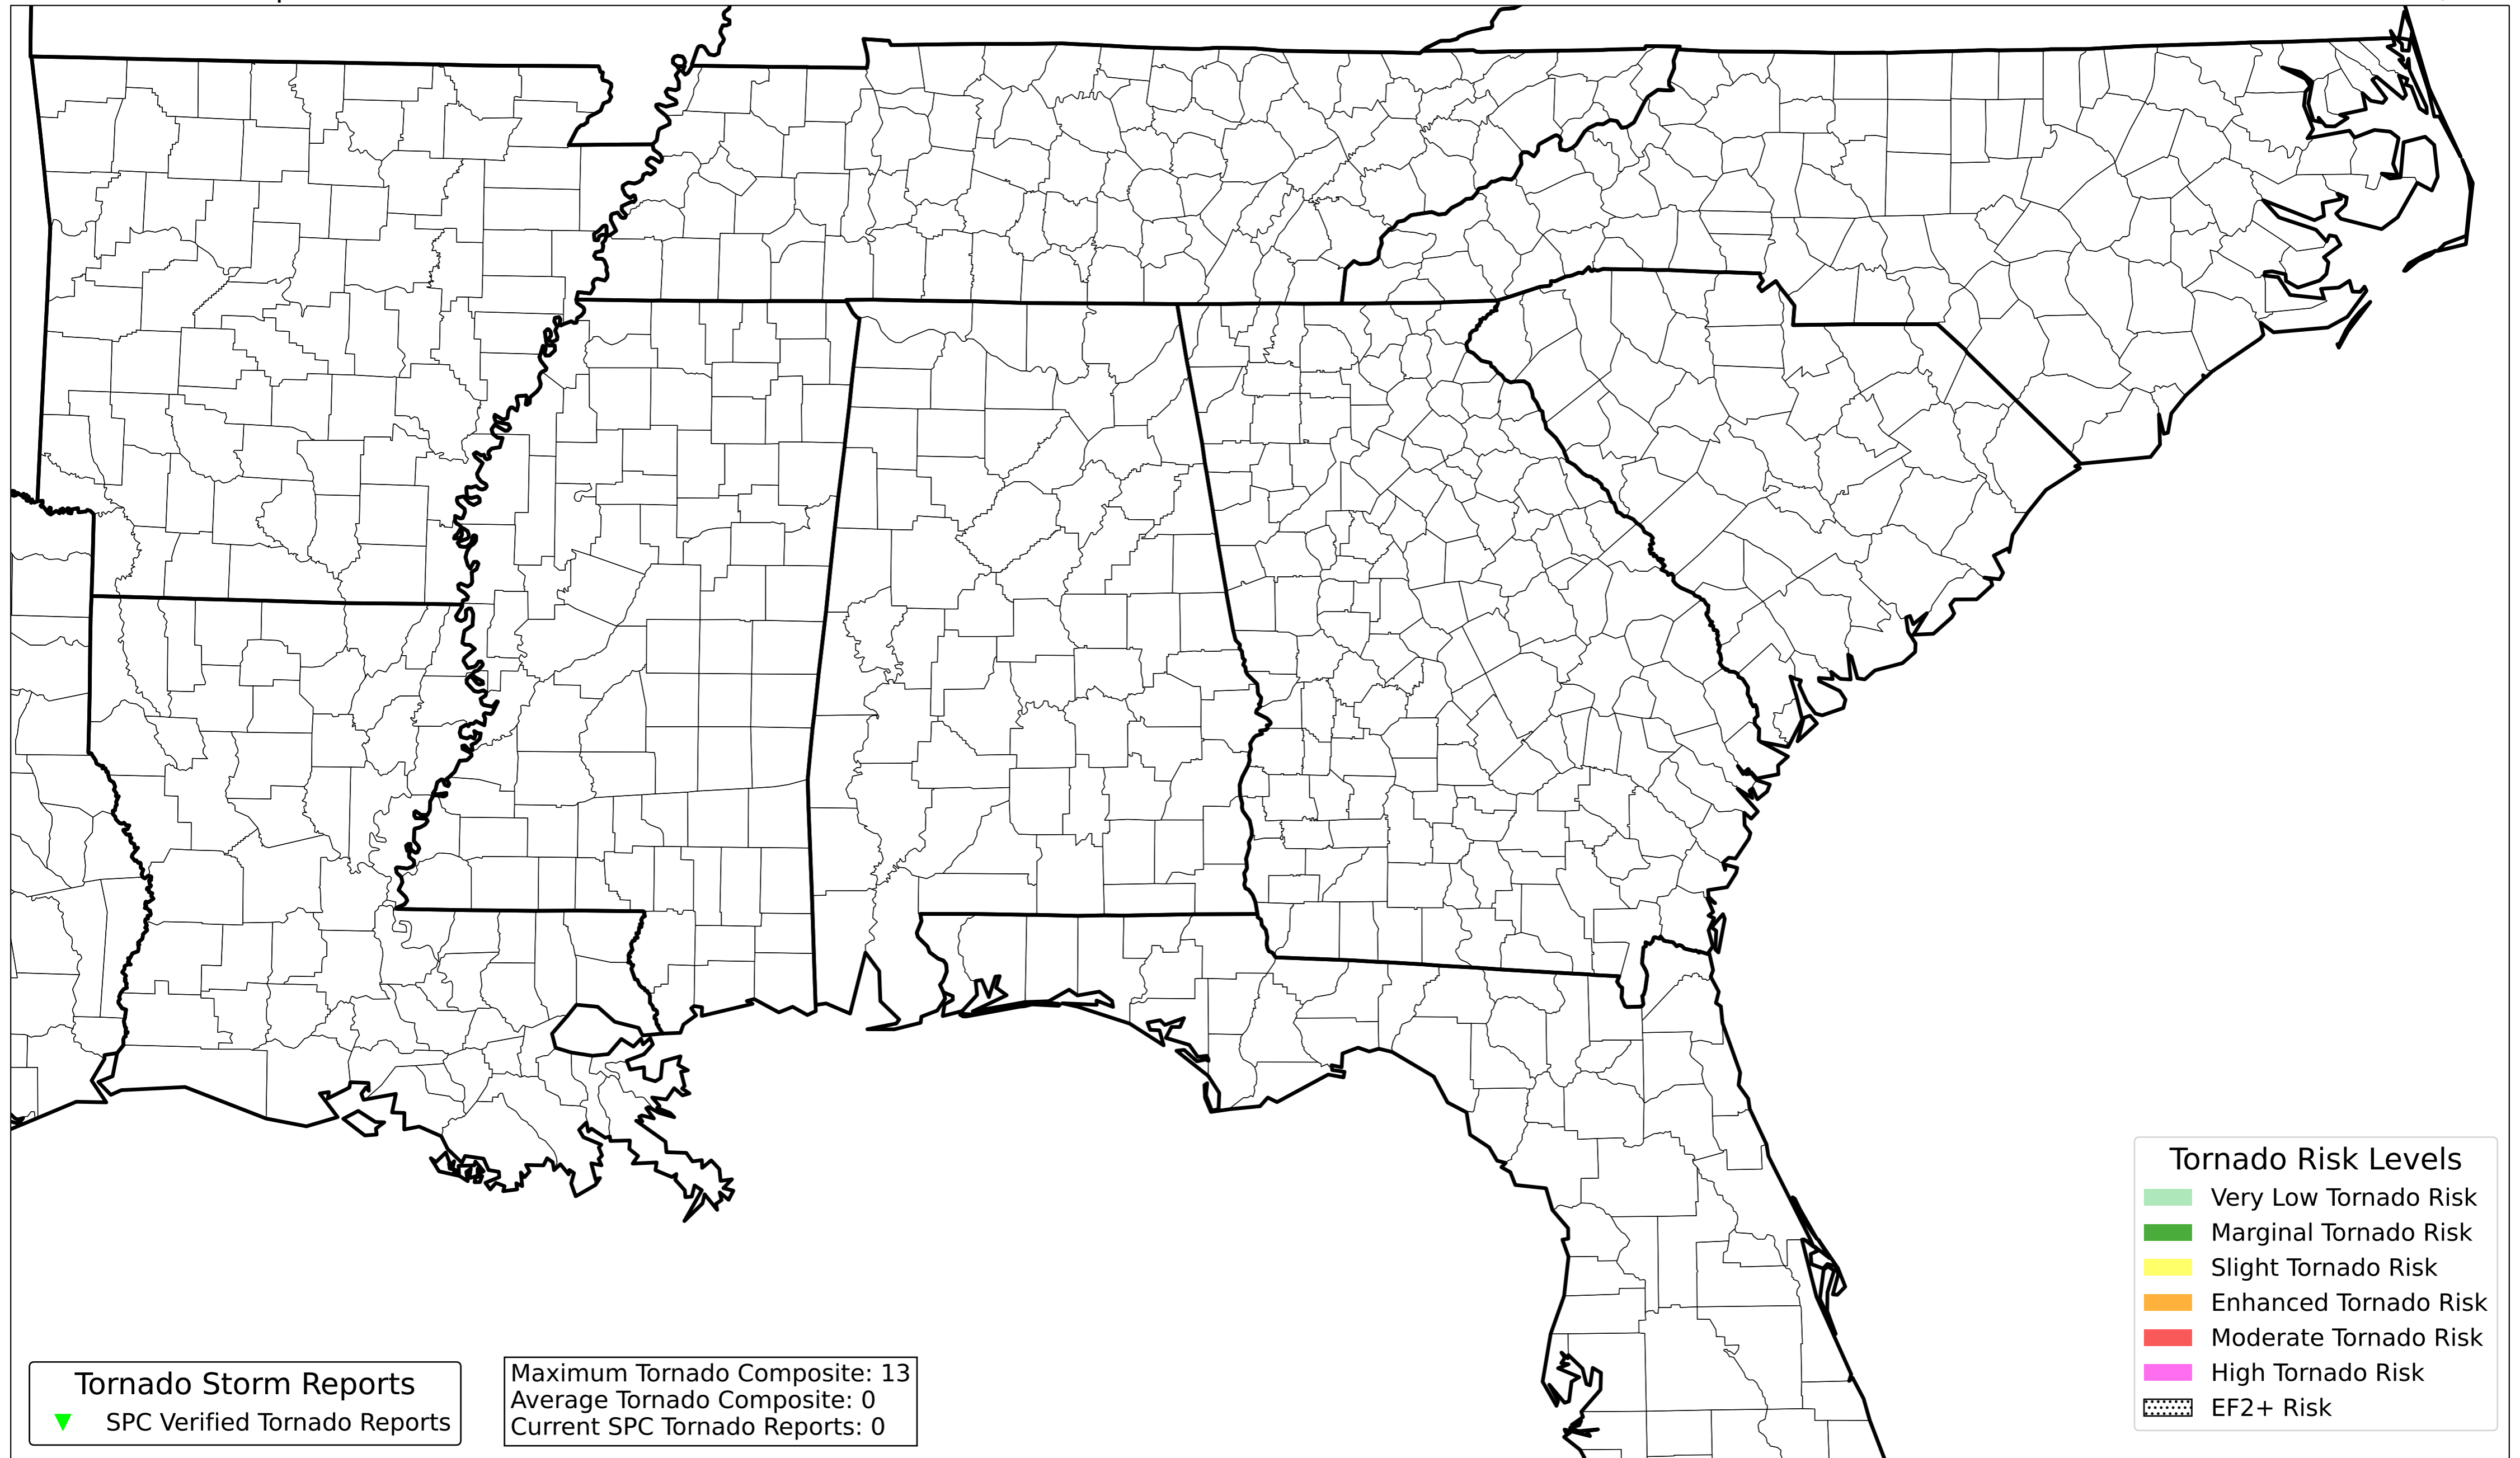 Tornado Storm Reports
SPC Verified Tornado Reports
Maximum Tornado Composite: 13
Average Tornado Composite: 0
Current SPC Tornado Reports: 0
Tornado Risk Levels
Very Low Tornado Risk
Marginal Tornado Risk
Slight Tornado Risk
Enhanced Tornado Risk
Moderate Tornado Risk
High Tornado Risk
EF2+ Risk